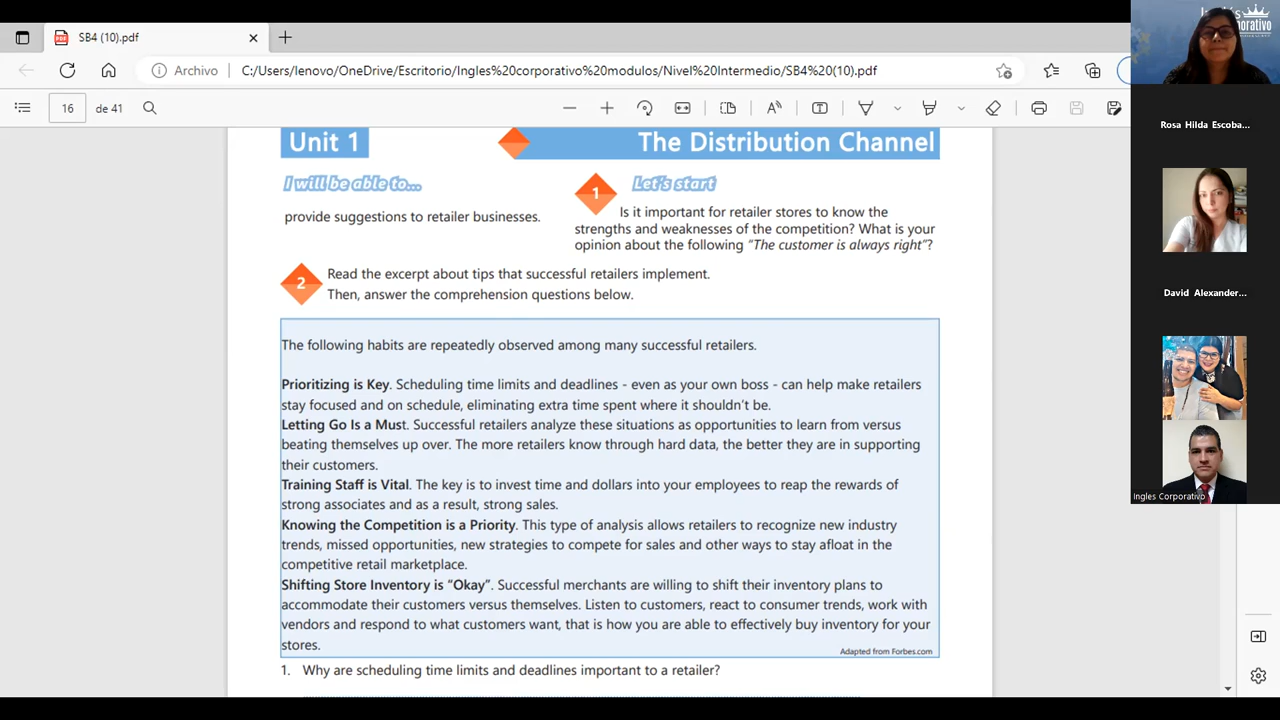 SB4 (10).pdf
Archivo
C:/Users/lenovo/OneDrive/Escritorio/Ingles%20corporativo%20modulos/Nivel%20Intermedio/SB4%20(10).pdf
16
de 41
Unit 1
The Distribution Channel
I will be able to...
provide suggestions to retailer businesses.
1
Let's start
Is it important for retailer stores to know the
strengths and weaknesses of the competition? What is your
opinion about the following "The customer is always right"?
2
Read the excerpt about tips that successful retailers implement.
Then, answer the comprehension questions below.
The following habits are repeatedly observed among many successful retailers.
Prioritizing is Key. Scheduling time limits and deadlines - even as your own boss - can help make retailers
stay focused and on schedule, eliminating extra time spent where it shouldn't be.
Letting Go Is a Must. Successful retailers analyze these situations as opportunities to learn from versus
beating themselves up over. The more retailers know through hard data, the better they are in supporting
their customers.
Training Staff is Vital. The key is to invest time and dollars into your employees to reap the rewards of
strong associates and as a result, strong sales.
Knowing the Competition is a Priority. This type of analysis allows retailers to recognize new industry
trends, missed opportunities, new strategies to compete for sales and other ways to stay afloat in the
competitive retail marketplace.
Shifting Store Inventory is "Okay". Successful merchants are willing to shift their inventory plans to
accommodate their customers versus themselves. Listen to customers, react to consumer trends, work with
vendors and respond to what customers want, that is how you are able to effectively buy inventory for your
stores.
Adapted from Forbes.com
1. Why are scheduling time limits and deadlines important to a retailer?
Rosa Hilda Escoba...
David Alexander...
Ingles Corporativo